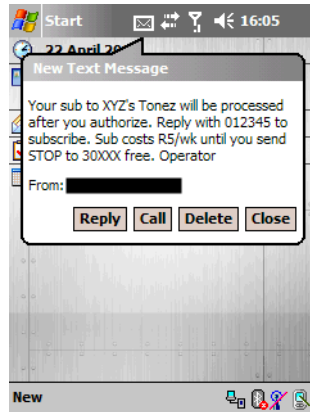 Start 16:05
22 April 20
New Text Message
Your sub to XYZ's Tonez will be processed
after you authorize. Reply with 012345 to
subscribe. Sub costs R5/wk until you send
STOP to 30XXX free. Operator
From:
Reply Call Delete Close
New